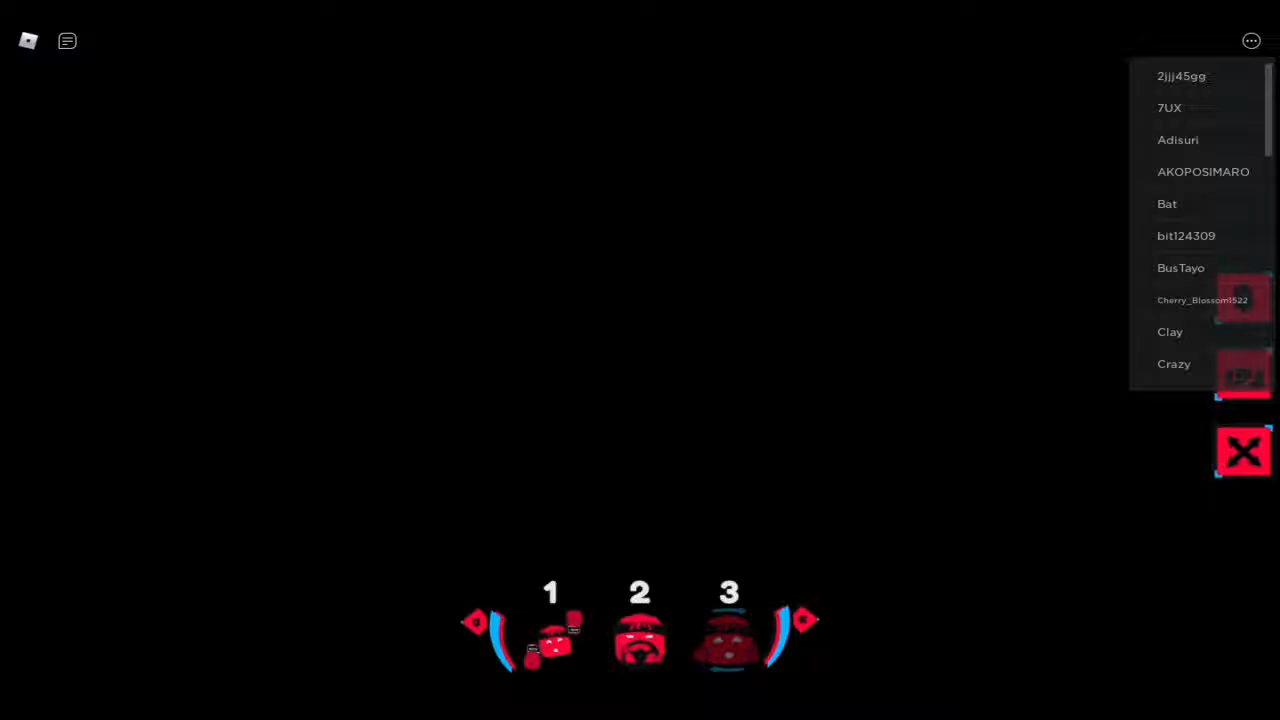 2jjj45gg
7UX
Adisuri
AKOPOSIMARO
Bat
bit124309
BusTayo
Cherry_Blossom1522
Clay
Crazy
1 2 3